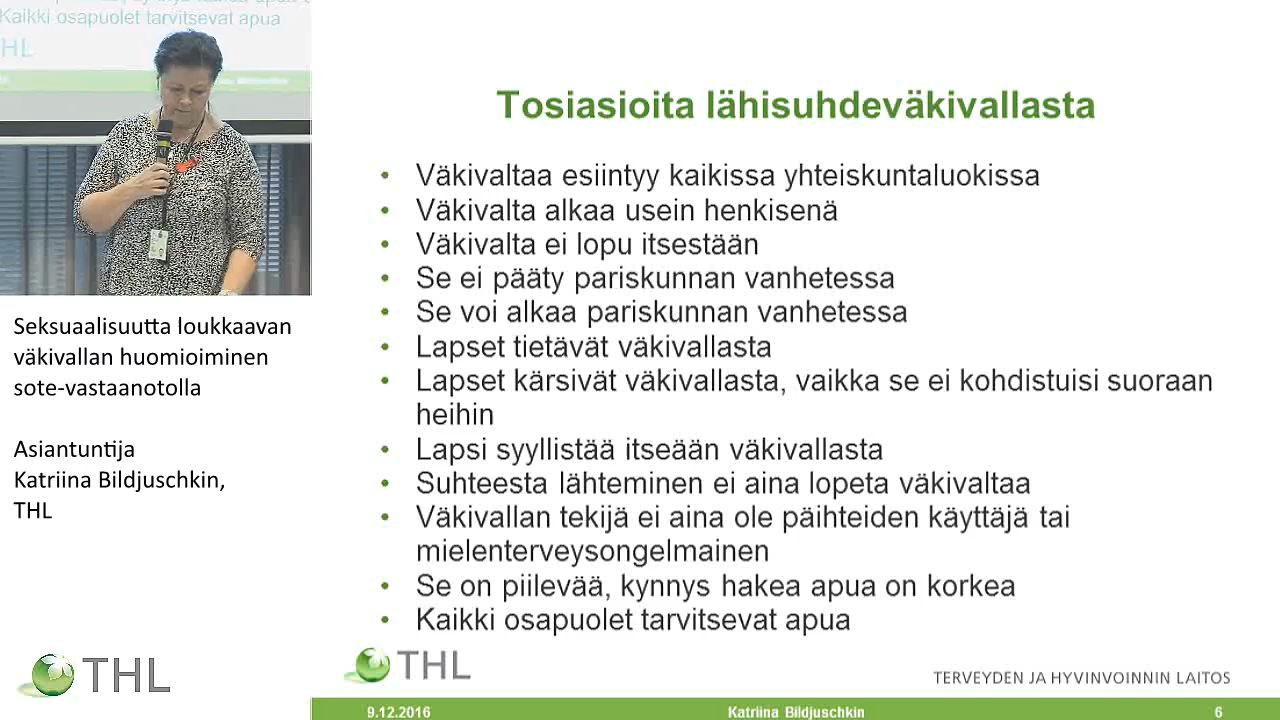 Kaikki osapuolet tarvitsevat apua
THL
Seksuaalisuutta loukkaavan
väkivallan huomioiminen
sote-vastaanotolla
Asiantuntija
Katriina Bildjuschkin,
THL
THL
Tosiasioita lähisuhdeväkivallasta
• Väkivaltaa esiintyy kaikissa yhteiskuntaluokissa
• Väkivalta alkaa usein henkisenä
• Väkivalta ei lopu itsestään
• Se ei pääty pariskunnan vanhetessa
• Se voi alkaa pariskunnan vanhetessa
• Lapset tietävät väkivallasta
• Lapset kärsivät väkivallasta, vaikka se ei kohdistuisi suoraan
heihin
• Lapsi syyllistää itseään väkivallasta
• Suhteesta lähteminen ei aina lopeta väkivaltaa
• Väkivallan tekijä ei aina ole päihteiden käyttäjä tai
mielenterveysongelmainen
• Se on piilevää, kynnys hakea apua on korkea
• Kaikki osapuolet tarvitsevat apua
THL
TERVEYDEN JA HYVINVOINNIN LAITOS
9.12.2016 Katriina Bildjuschkin 6